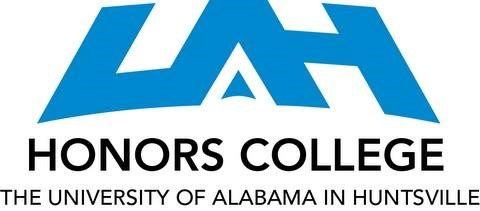 UAH
HONORS COLLEGE
THE UNIVERSITY OF ALABAMA IN HUNTSVILLE